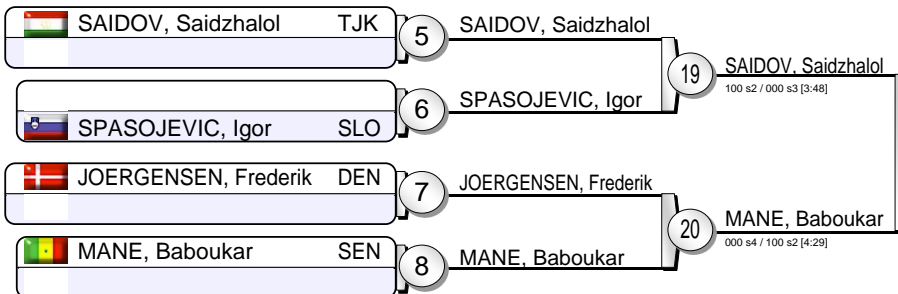 SAIDOV, Saidzhalol TJK
5
SAIDOV, Saidzhalol
SPASOJEVIC, Igor SLO
6
SPASOJEVIC, Igor
19
SAIDOV, Saidzhalol
100 s2 / 000 s3 [3:48]
JOERGENSEN, Frederik DEN
7
JOERGENSEN, Frederik
MANE, Baboukar SEN
8
MANE, Baboukar
20
MANE, Baboukar
000 s4 / 100 s2 [4:29]